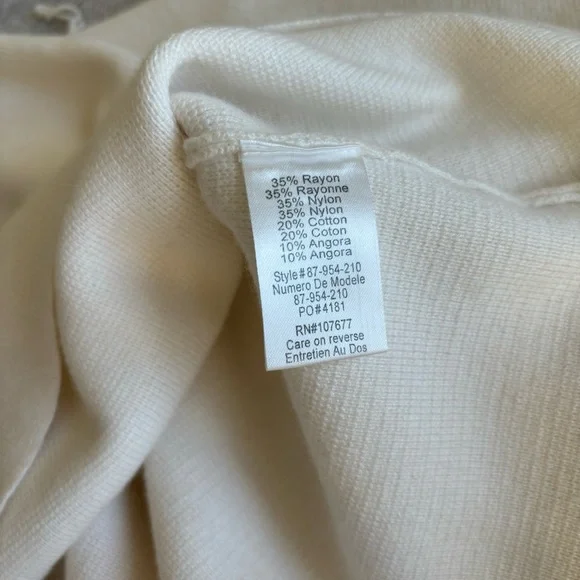 35% Rayon
35% Rayonne
35% Nylon
35% Nylon
20% Cotton
20% Coton
10% Angora
10% Angora
Style#87-954-210
Numero De Modele
87-954-210
PO#4181
RN#107677
Care on reverse
Entretien Au Dos